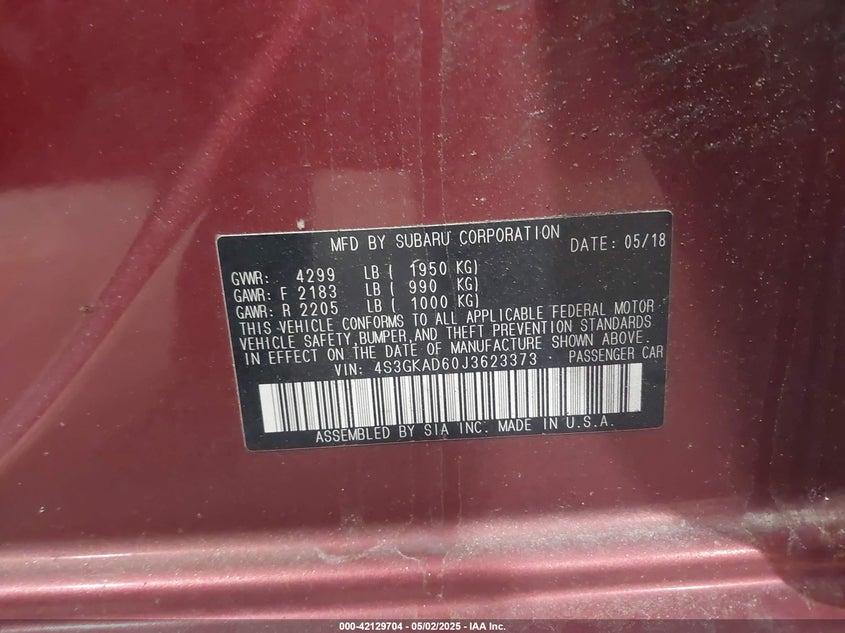 MFD BY SUBARU CORPORATION DATE: 05/18
GVWR: 4299 LB ( 1950 KG)
GAWR: F 2183 LB ( 990 KG)
GAWR: R 2205 LB ( 1000 KG)
THIS VEHICLE CONFORMS TO ALL APPLICABLE FEDERAL MOTOR
VEHICLE SAFETY,BUMPER,AND THEFT PREVENTION STANDARDS
IN EFFECT ON THE DATE OF MANUFACTURE SHOWN ABOVE.
VIN: 4S3GKAD60J3623373 PASSENGER CAR
ASSEMBLED BY SIA INC. MADE IN U.S.A.
000-42129704 - 05/02/2025 - IAA Inc.